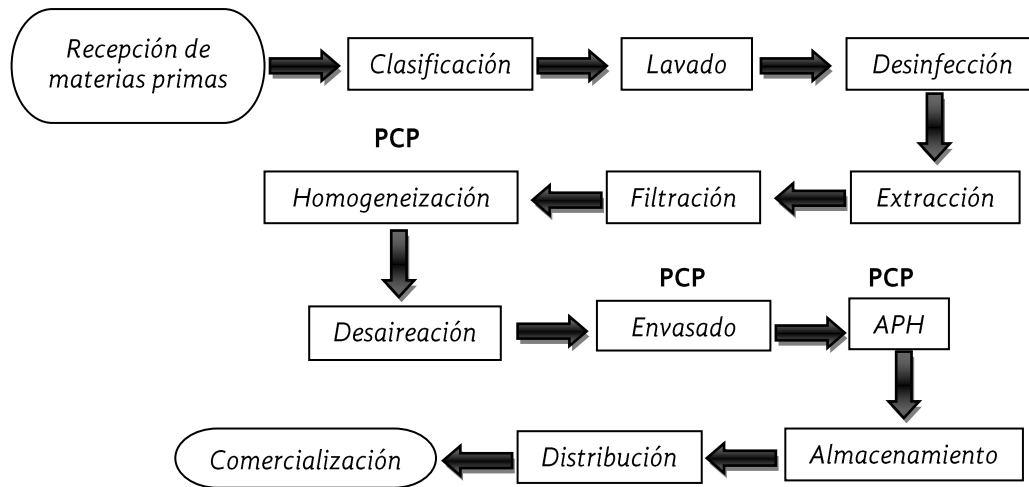 Recepción de
materias primas
Clasificación
Lavado
Desinfección
Extracción
Filtración
PCP
Homogeneización
Desaireación
PCP
Envasado
PCP
APH
Almacenamiento
Distribución
Comercialización